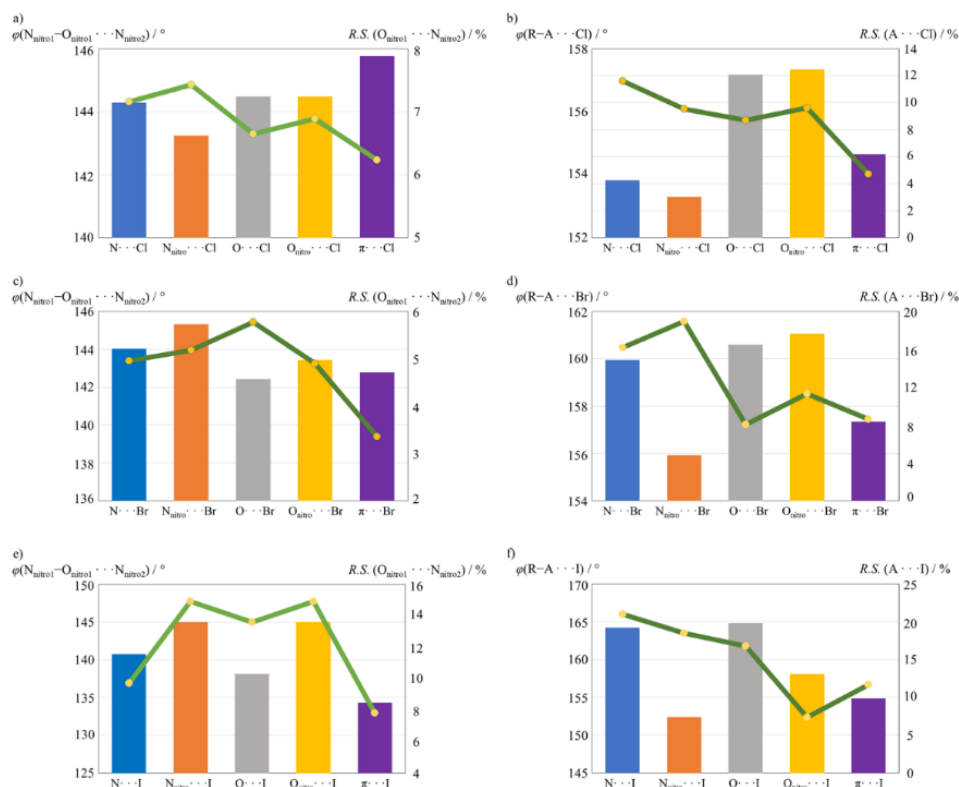 a)
φ(Nnitro1−Onitro1 · · · Nnitro2) / °
R.S. (Onitro1 · · · Nnitro2) / %
146
144
142
140
8
7
6
5
N· · ·Cl
Nnitro· · ·Cl
O· · ·Cl
Onitro· · ·Cl
π· · ·Cl
b)
φ(R−A · · ·Cl) / °
R.S. (A · · ·Cl) / %
158
156
154
152
14
12
10
8
6
4
2
0
N· · ·Cl
Nnitro· · ·Cl
O· · ·Cl
Onitro· · ·Cl
π· · ·Cl
c)
φ(Nnitro1−Onitro1 · · · Nnitro2) / °
R.S. (Onitro1 · · · Nnitro2) / %
146
144
142
140
138
136
6
5
4
3
2
N· · ·Br
Nnitro· · ·Br
O· · ·Br
Onitro· · ·Br
π· · ·Br
d)
φ(R−A · · ·Br) / °
R.S. (A · · ·Br) / %
162
160
158
156
154
20
16
12
8
4
0
N· · ·Br
Nnitro· · ·Br
O· · ·Br
Onitro· · ·Br
π· · ·Br
e)
φ(Nnitro1−Onitro1 · · · Nnitro2) / °
R.S. (Onitro1 · · · Nnitro2) / %
150
145
140
135
130
125
16
14
12
10
8
6
4
N· · ·I
Nnitro· · ·I
O· · ·I
Onitro· · ·I
π· · ·I
f)
φ(R−A · · ·I) / °
R.S. (A · · ·I) / %
170
165
160
155
150
145
25
20
15
10
5
0
N· · ·I
Nnitro· · ·I
O· · ·I
Onitro· · ·I
π· · ·I